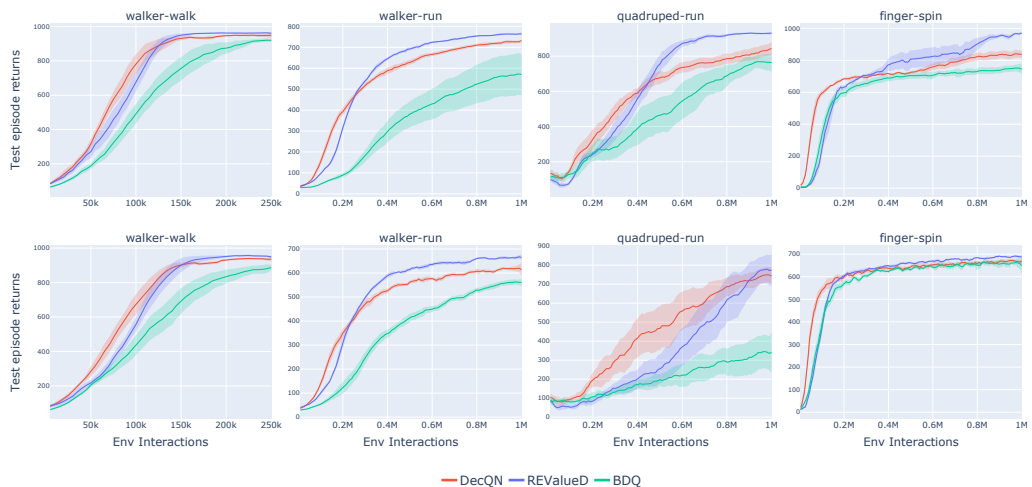 walker-walk
walker-run
quadruped-run
finger-spin
Test episode returns
1000
800
600
400
200
50k
100k
150k
200k
250k
800
700
600
500
400
300
200
100
0
0.2M
0.4M
0.6M
0.8M
1M
800
600
400
200
0.2M
0.4M
0.6M
0.8M
1M
1000
800
600
400
200
0
0.2M
0.4M
0.6M
0.8M
1M
walker-walk
walker-run
quadruped-run
finger-spin
Test episode returns
1000
800
600
400
200
50k
100k
150k
200k
250k
700
600
500
400
300
200
100
0
0.2M
0.4M
0.6M
0.8M
1M
900
800
700
600
500
400
300
200
100
0
0.2M
0.4M
0.6M
0.8M
1M
700
600
500
400
300
200
100
0
0.2M
0.4M
0.6M
0.8M
1M
Env Interactions
Env Interactions
Env Interactions
Env Interactions
DecQN
REValueD
BDQ